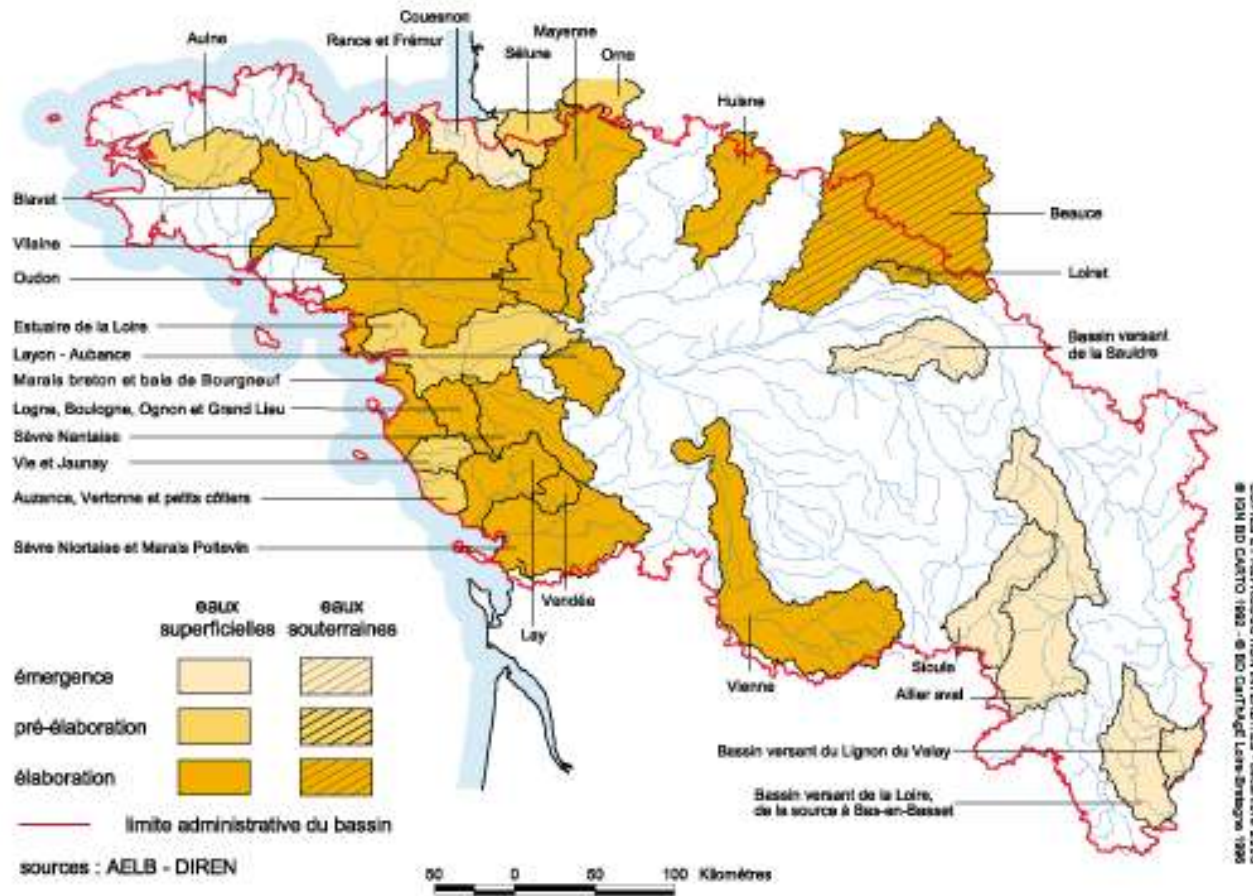 Couesnon
Aulne
Rance et Frémur
Mayenne
Sélune
Orne
Huisne
Blavet
Vilaine
Oudon
Beauce
Loiret
Estuaire de la Loire
Layon - Aubance
Marais breton et baie de Bourgneuf
Logne, Boulogne, Ognon et Grand Lieu
Sèvre Nantaise
Vie et Jaunay
Auzance, Vertonne et petits côtiers
Sèvre Niortaise et Marais Poitevin
Bassin versant
de la Sauldre
Vendée
Lay
Vienne
Sioule
Allier aval
Bassin versant du Lignon du Velay
Bassin versant de la Loire,
de la source à Bas-en-Basset
eaux
superficielles
eaux
souterraines
émergence
pré-élaboration
élaboration
limite administrative du bassin
sources : AELB - DIREN
50 0 50 100 Kilomètres
© IGN BD CARTO 1992 - © BD CarThAgE Loire-Bretagne 1996